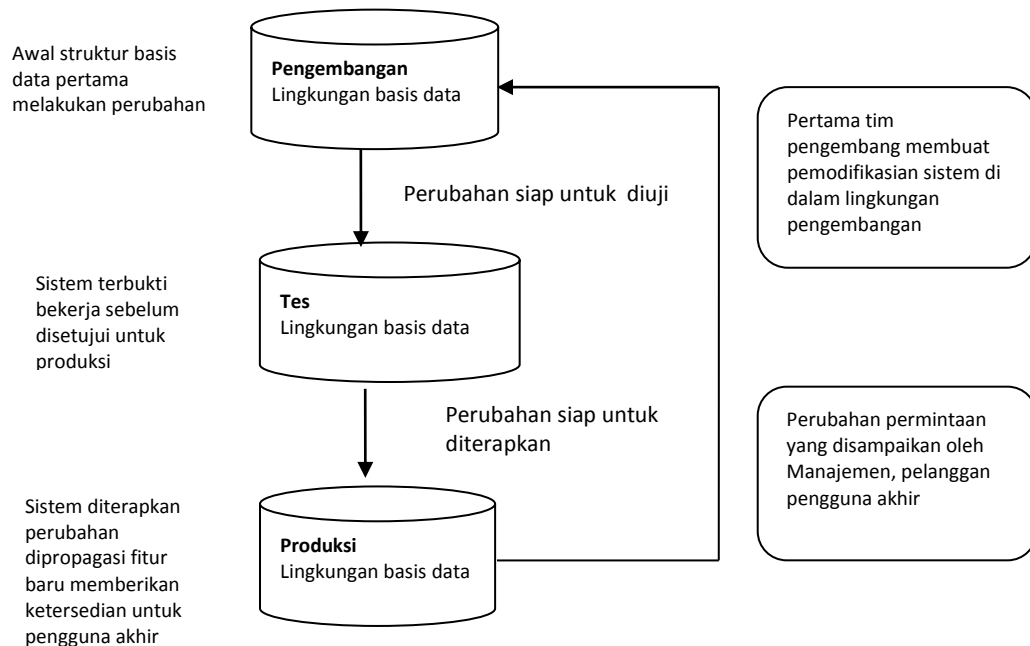 Awal struktur basis
data pertama
melakukan perubahan
Pengembangan
Lingkungan basis data
Pertama tim
pengembang membuat
pemodifikasian sistem di
dalam lingkungan
pengembangan
Perubahan siap untuk diuji
Sistem terbukti
bekerja sebelum
disetujui untuk
produksi
Tes
Lingkungan basis data
Perubahan siap untuk
diterapkan
Perubahan permintaan
yang disampaikan oleh
Manajemen, pelanggan
pengguna akhir
Sistem diterapkan
perubahan
dipropagasi fitur
baru memberikan
ketersedian untuk
pengguna akhir
Produksi
Lingkungan basis data